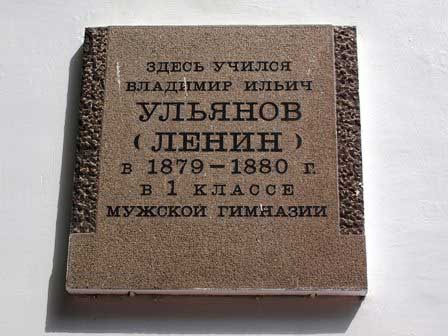 ЗДЕСЬ УЧИЛСЯ
ВЛАДИМИР ИЛЬИЧ
УЛЬЯНОВ
(ЛЕНИН)
В 1879–1880 Г.
В 1 КЛАССЕ
МУЖСКОЙ ГИМНАЗИИ